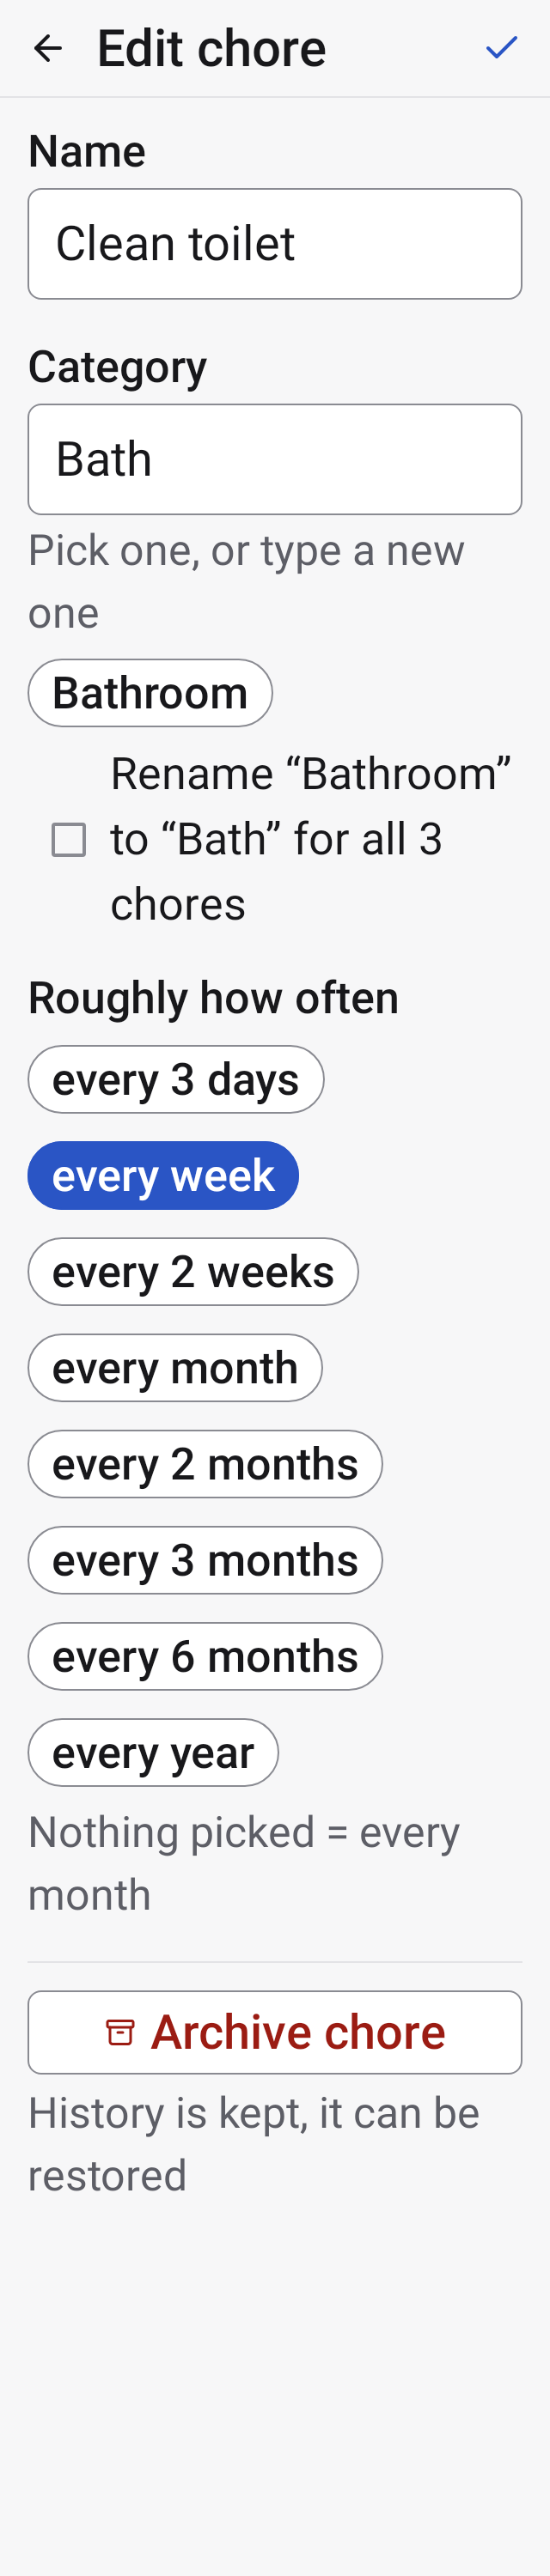 Edit chore
Name
Clean toilet
Category
Bath
Pick one, or type a new
one
Bathroom
Rename “Bathroom”
to “Bath” for all 3
chores
Roughly how often
every 3 days
every week
every 2 weeks
every month
every 2 months
every 3 months
every 6 months
every year
Nothing picked = every
month
Archive chore
History is kept, it can be
restored